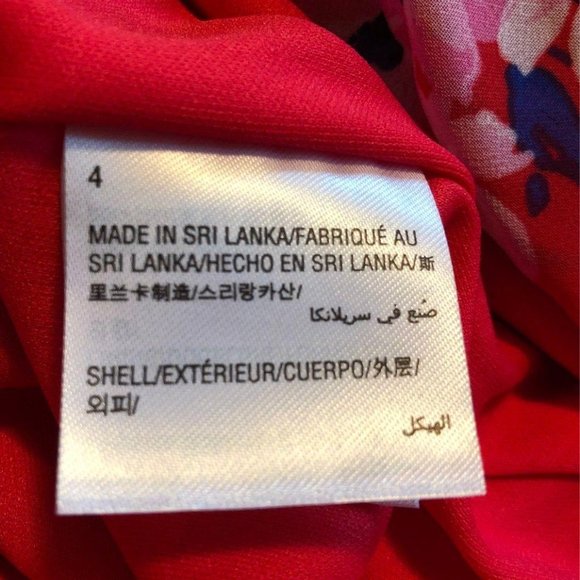 4
MADE IN SRI LANKA/FABRIQUÉ AU
SRI LANKA/HECHO EN SRI LANKA/斯
里兰卡制造/스리랑카산/
صُنع في سريلانكا
SHELL/EXTÉRIEUR/CUERPO/外层/
외피/
الهيكل